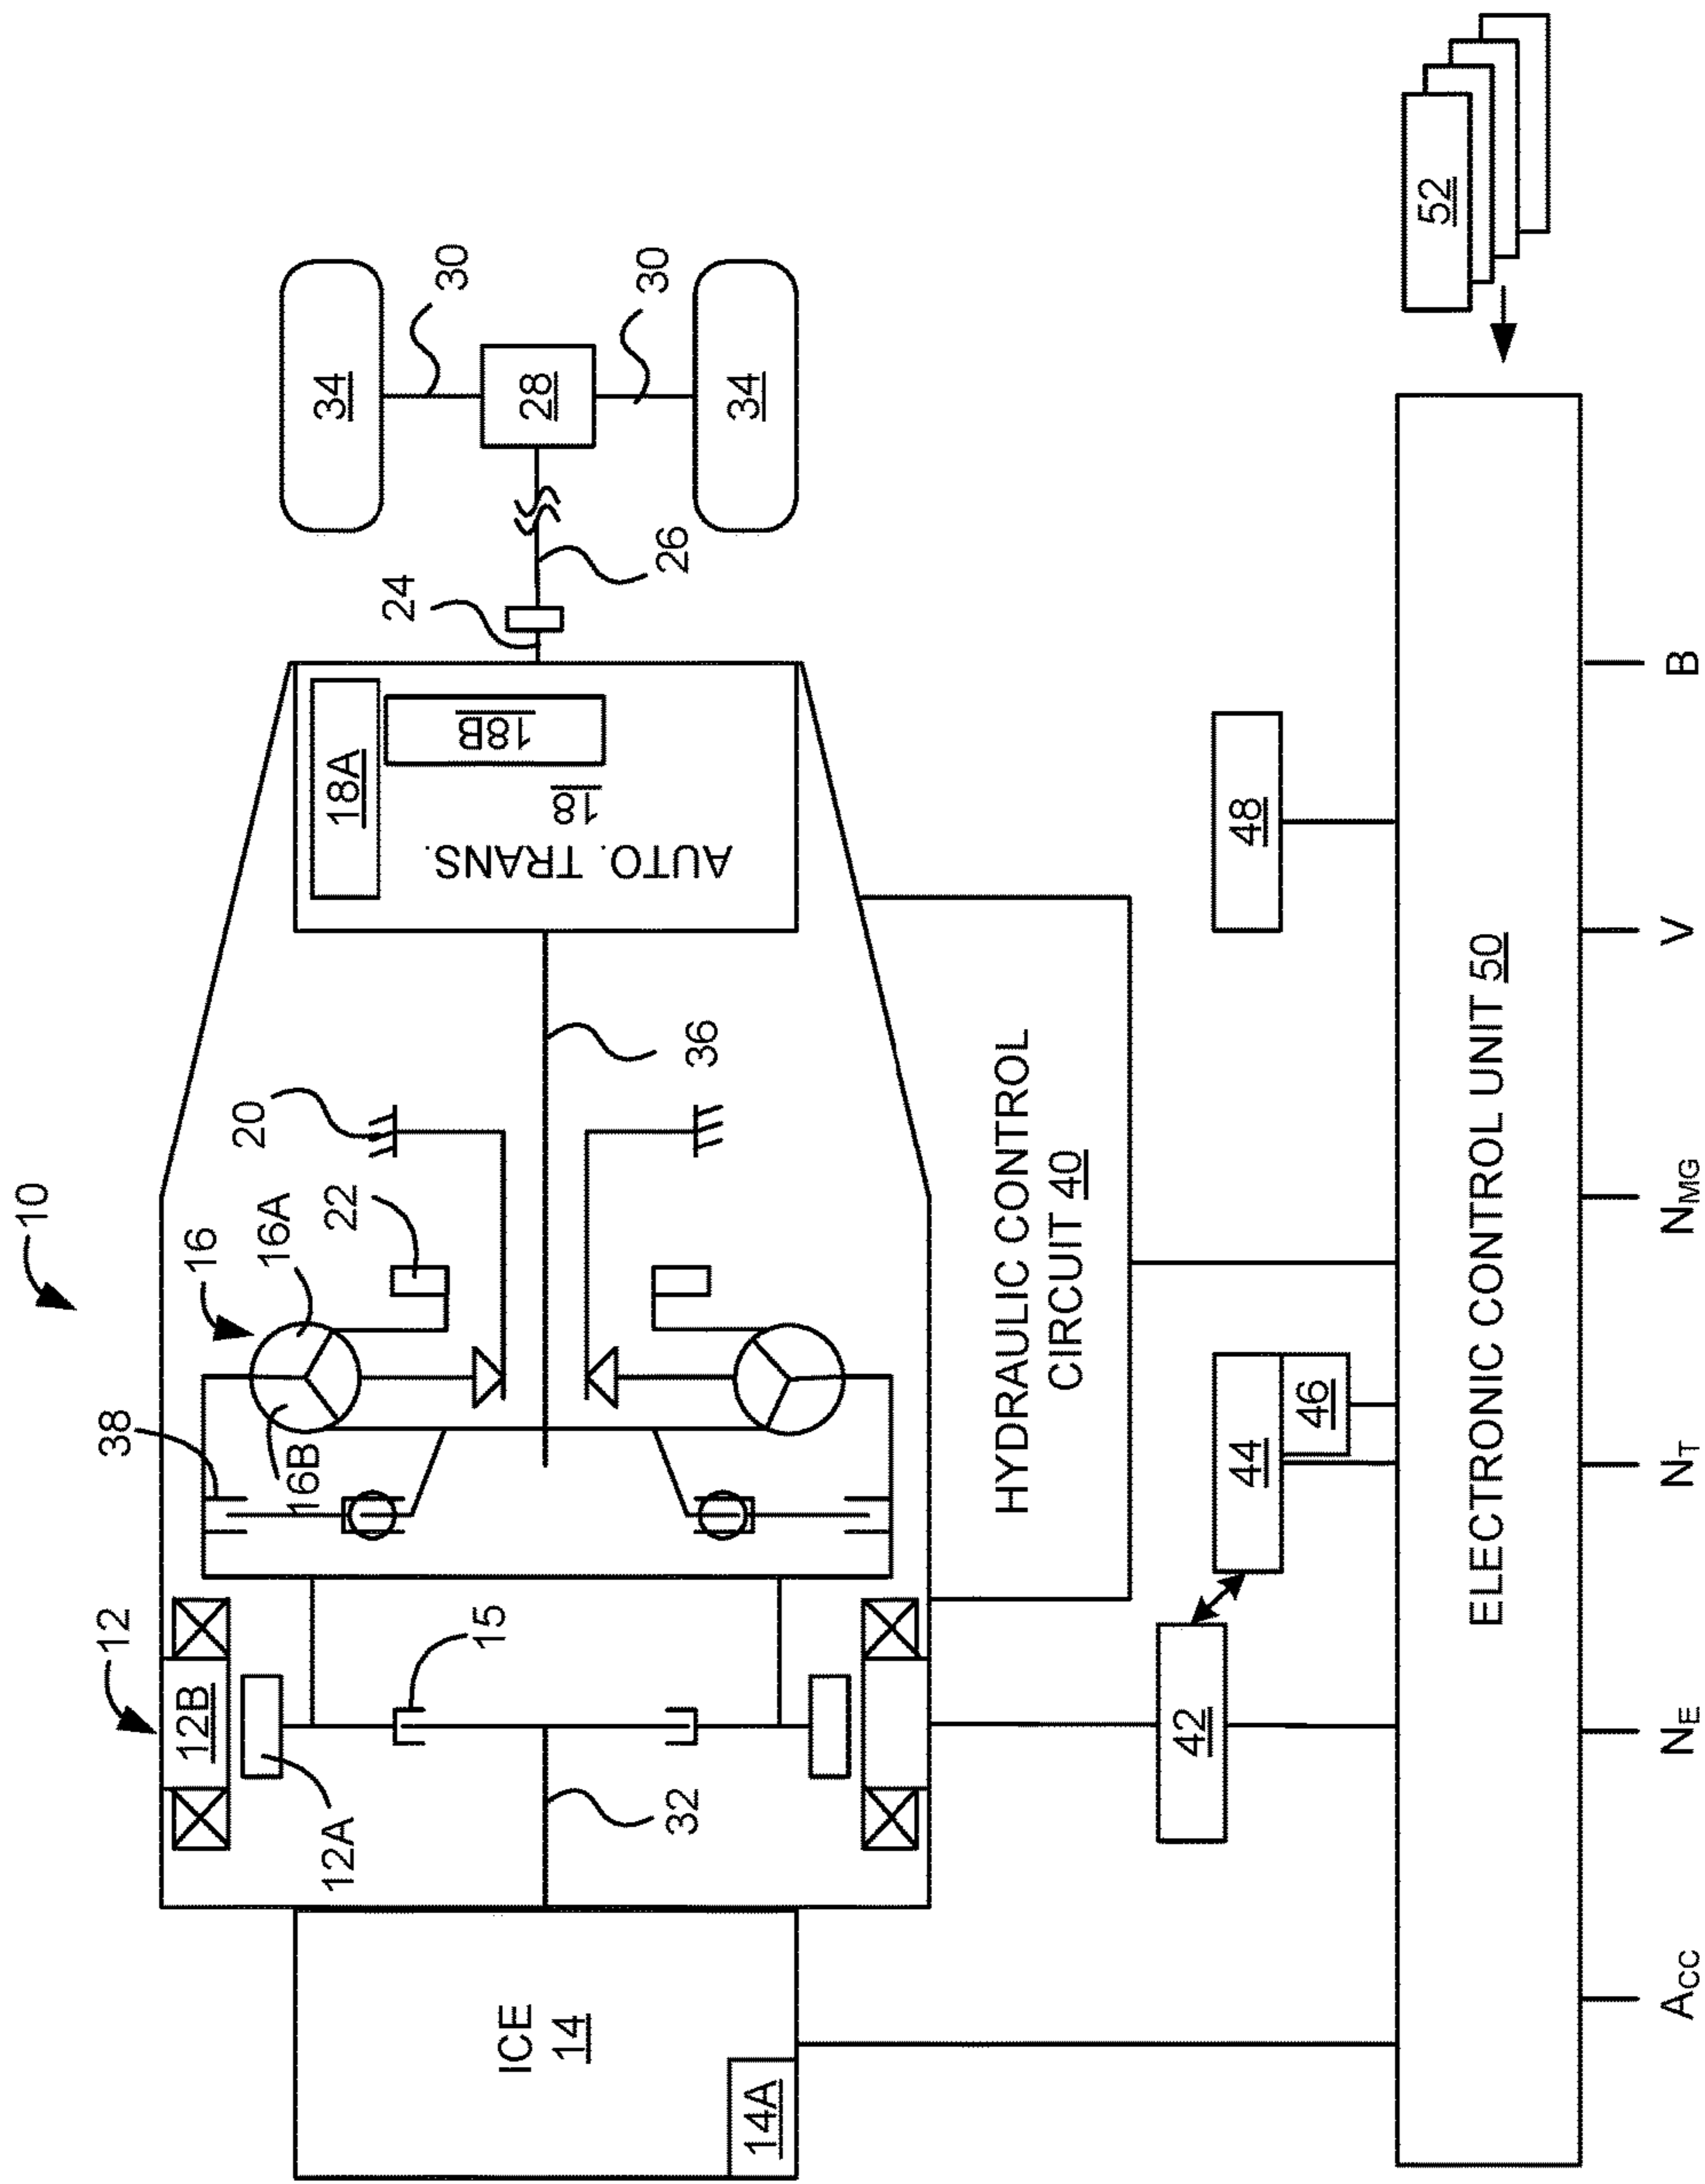 10
12
12B
12A
38
16
16A
16B
20
22
15
32
36
ICE
14
14A
18A
18B
18
AUTO. TRANS.
24
26
28
30
30
34
34
HYDRAULIC CONTROL
CIRCUIT 40
42
44
46
48
52
ELECTRONIC CONTROL UNIT 50
ACC
NE
NT
NMG
V
B